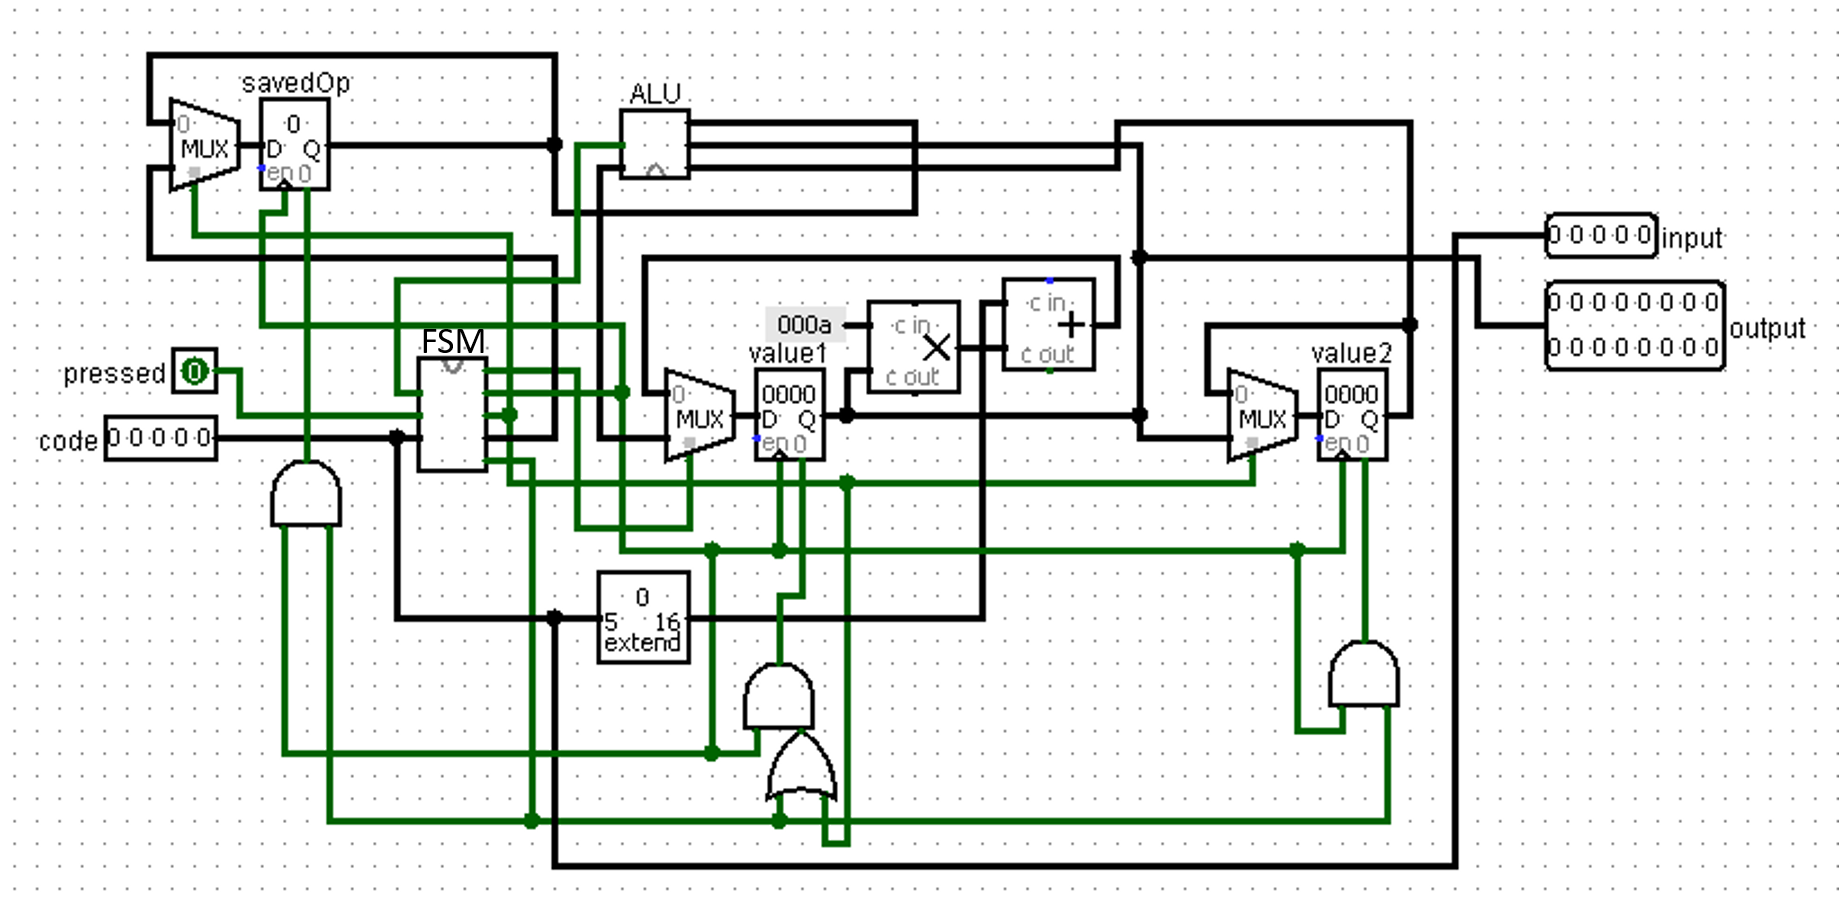 savedOp
ALU
0
0
MUX
D Q
en 0
0 0 0 0 0
input
c in
000a
c in
+
0 0 0 0 0 0 0 0
FSM
×
value1
c out
value2
output
0 0 0 0 0 0 0 0
pressed
0
c out
0
0000
0
0000
MUX
D Q
MUX
D Q
code
0 0 0 0 0
en 0
en 0
0
5 16
extend